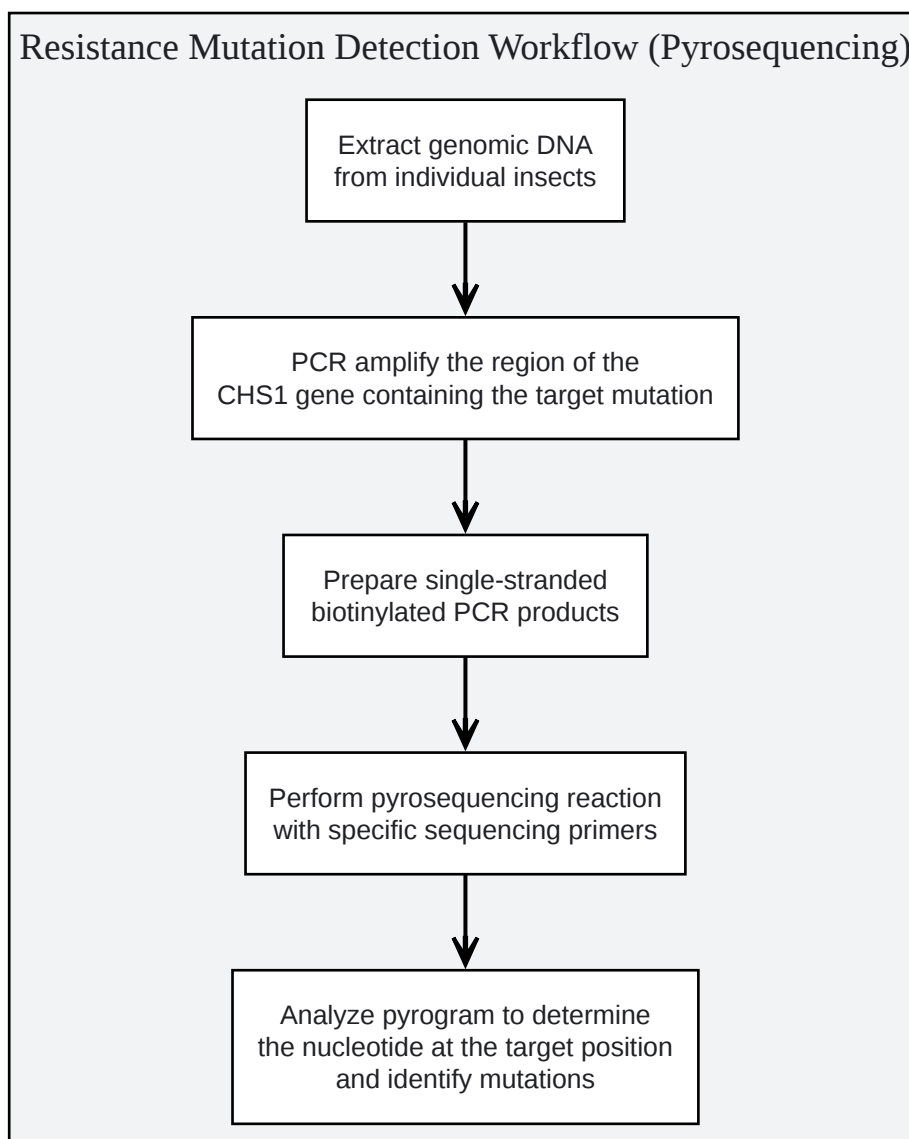 Resistance Mutation Detection Workflow (Pyrosequencing)
Extract genomic DNA
from individual insects
PCR amplify the region of the
CHS1 gene containing the target mutation
Prepare single-stranded
biotinylated PCR products
Perform pyrosequencing reaction
with specific sequencing primers
Analyze pyrogram to determine
the nucleotide at the target position
and identify mutations